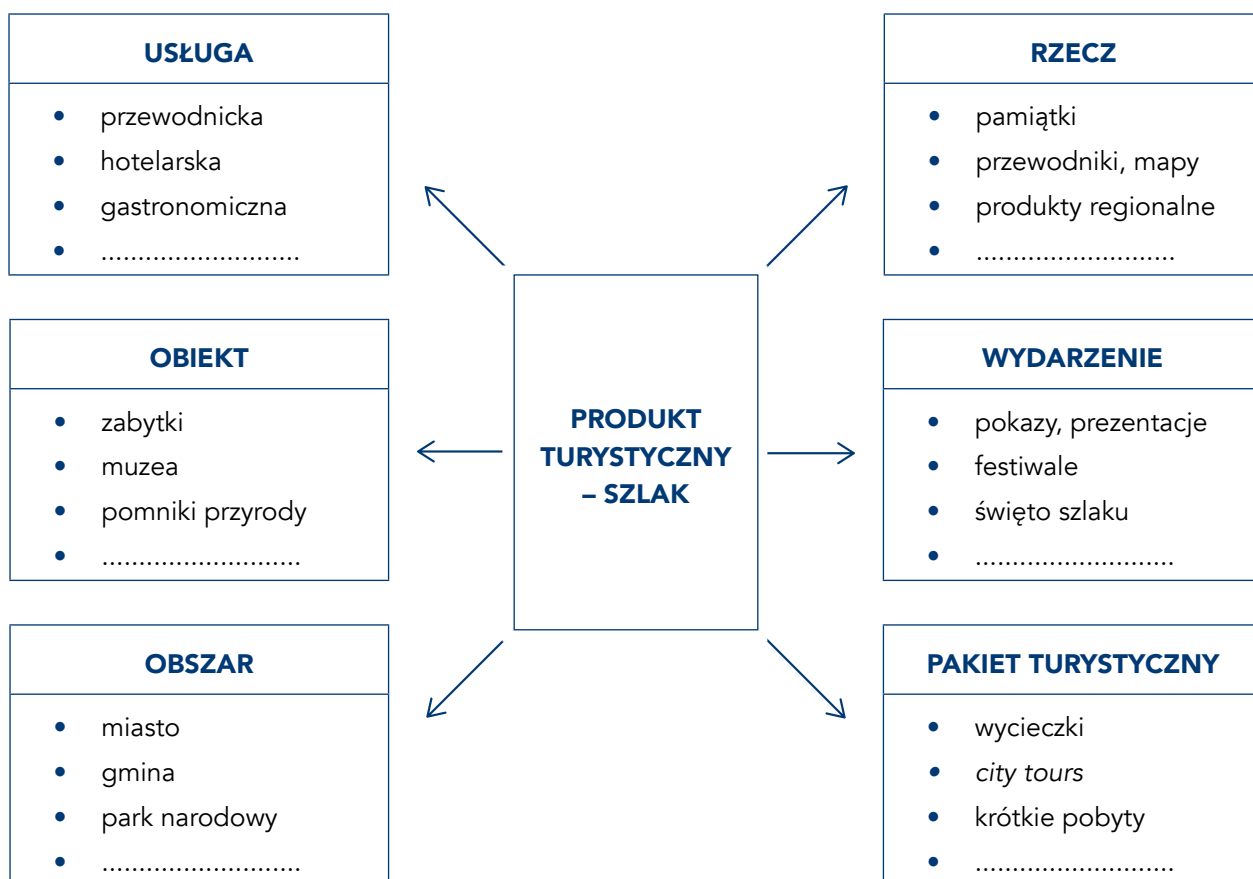 USŁUGA
• przewodnicka
• hotelarska
• gastronomiczna
• ...........................
RZECZ
• pamiątki
• przewodniki, mapy
• produkty regionalne
• ...........................
OBIEKT
• zabytki
• muzea
• pomniki przyrody
• ...........................
PRODUKT
TURYSTYCZNY
– SZLAK
WYDARZENIE
• pokazy, prezentacje
• festiwale
• święto szlaku
• ...........................
OBSZAR
• miasto
• gmina
• park narodowy
• ...........................
PAKIET TURYSTYCZNY
• wycieczki
• city tours
• krótkie pobyty
• ...........................